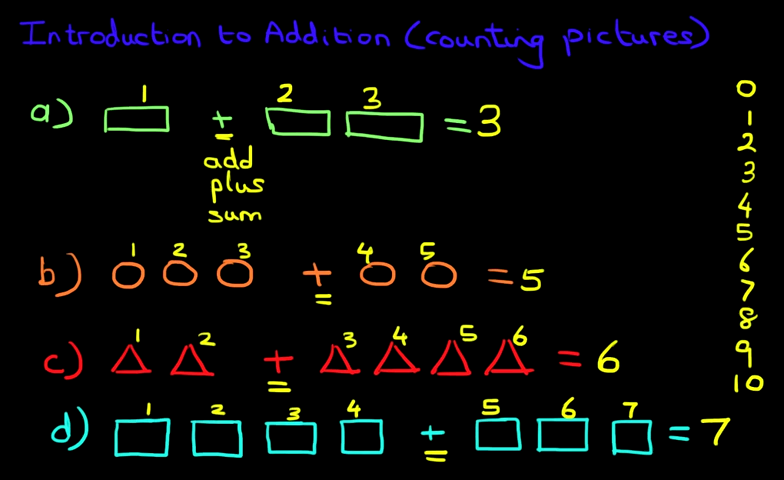 Introduction to Addition (counting pictures)
1 2 3
a) + = 3
add
plus
sum
1 2 3 4 5
b) + = 5
1 2 3 4 5 6
c) + = 6
1 2 3 4 5 6 7
d) + = 7
0
1
2
3
4
5
6
7
8
9
10